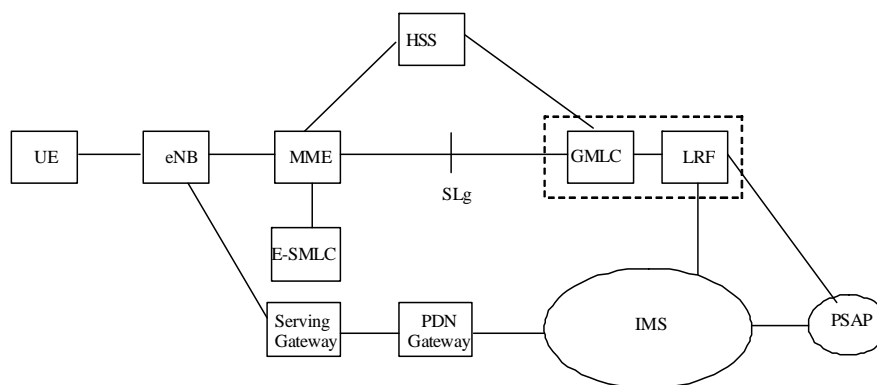 HSS
UE
eNB
MME
GMLC
LRF
SLg
E-SMLC
Serving
Gateway
PDN
Gateway
IMS
PSAP